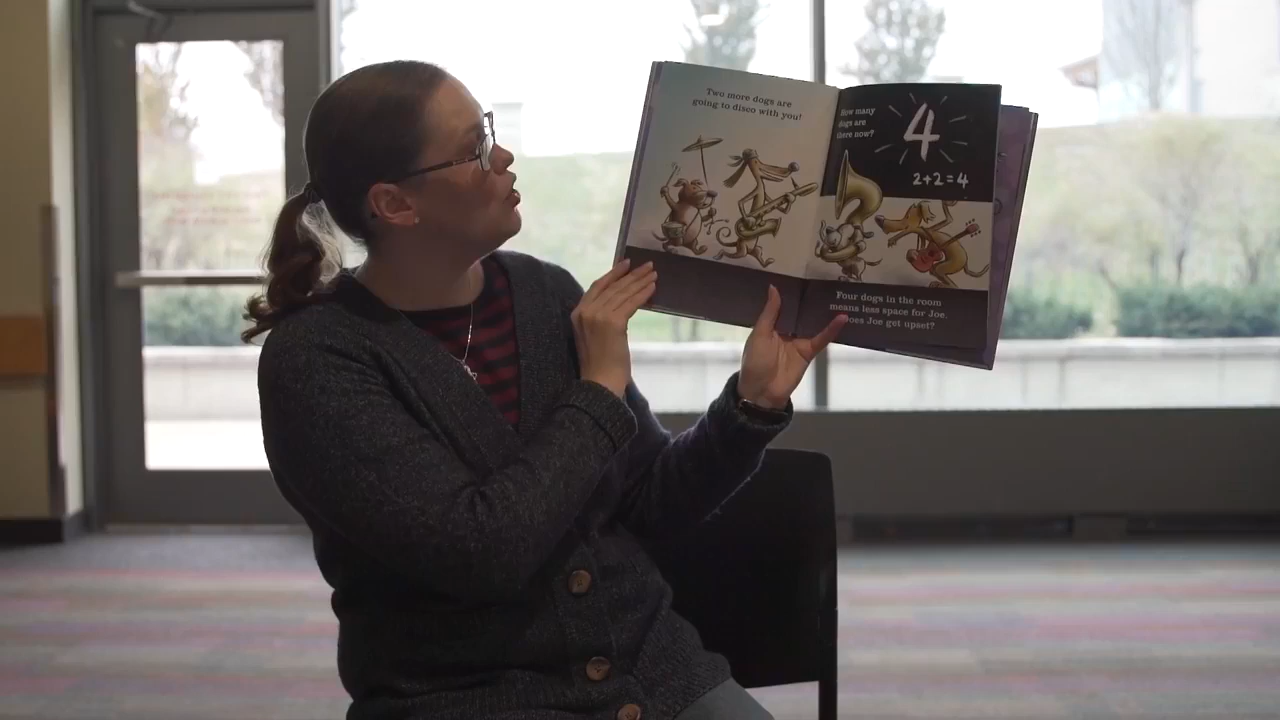 Two more dogs are
going to disco with you!
How many
dogs are
there now?
4
2+2=4
Four dogs in the room
means less space for Joe.
Does Joe get upset?